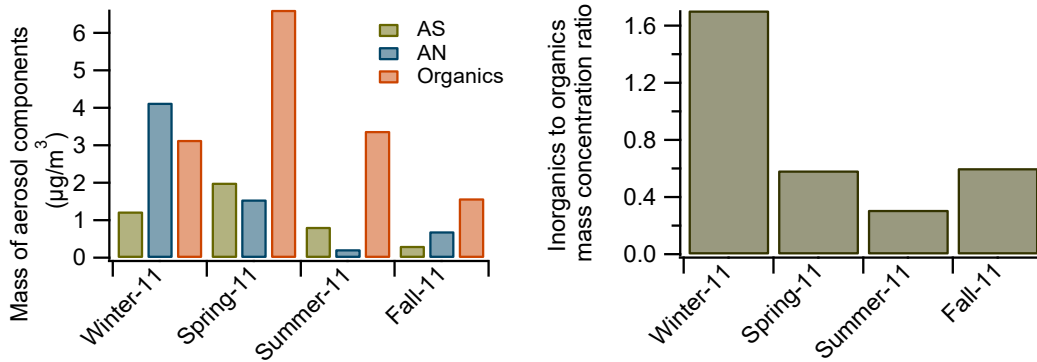 Mass of aerosol components
(µg/m³)
6
5
4
3
2
1
0
AS
AN
Organics
Winter-11
Spring-11
Summer-11
Fall-11
Inorganics to organics
mass concentration ratio
1.6
1.2
0.8
0.4
0.0
Winter-11
Spring-11
Summer-11
Fall-11